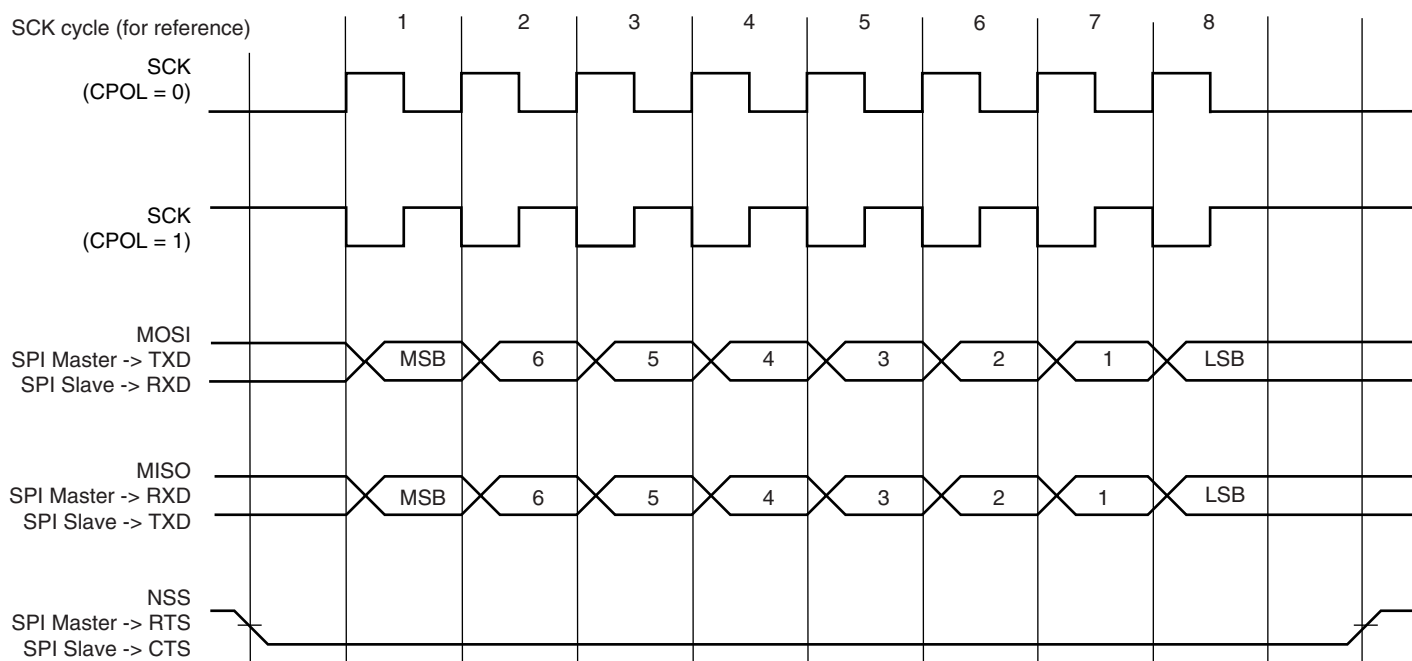 SCK cycle (for reference)
1 2 3 4 5 6 7 8
SCK
(CPOL = 0)
SCK
(CPOL = 1)
MOSI
SPI Master -> TXD
SPI Slave -> RXD
MSB 6 5 4 3 2 1 LSB
MISO
SPI Master -> RXD
SPI Slave -> TXD
MSB 6 5 4 3 2 1 LSB
NSS
SPI Master -> RTS
SPI Slave -> CTS